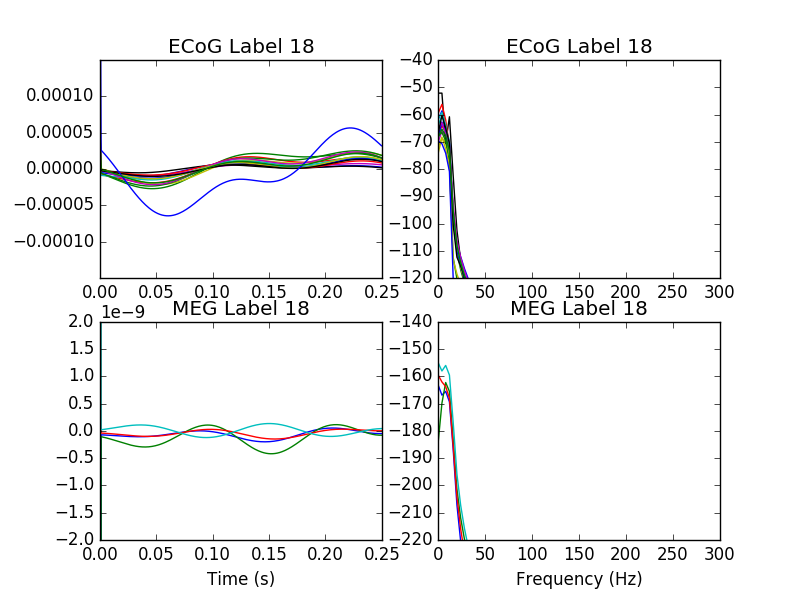 ECoG Label 18
0.00010
0.00005
0.00000
−0.00005
−0.00010
0.00 0.05 0.10 0.15 0.20 0.25
ECoG Label 18
−40
−50
−60
−70
−80
−90
−100
−110
−120
0 50 100 150 200 250 300
MEG Label 18
1e−9
2.0
1.5
1.0
0.5
0.0
−0.5
−1.0
−1.5
−2.0
0.00 0.05 0.10 0.15 0.20 0.25
Time (s)
MEG Label 18
−140
−150
−160
−170
−180
−190
−200
−210
−220
0 50 100 150 200 250 300
Frequency (Hz)